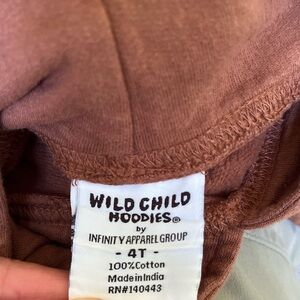 WILD CHILD
HOODIES®
by
INFINITY APPAREL GROUP
- 4T -
100% Cotton
Made in India
RN#140443